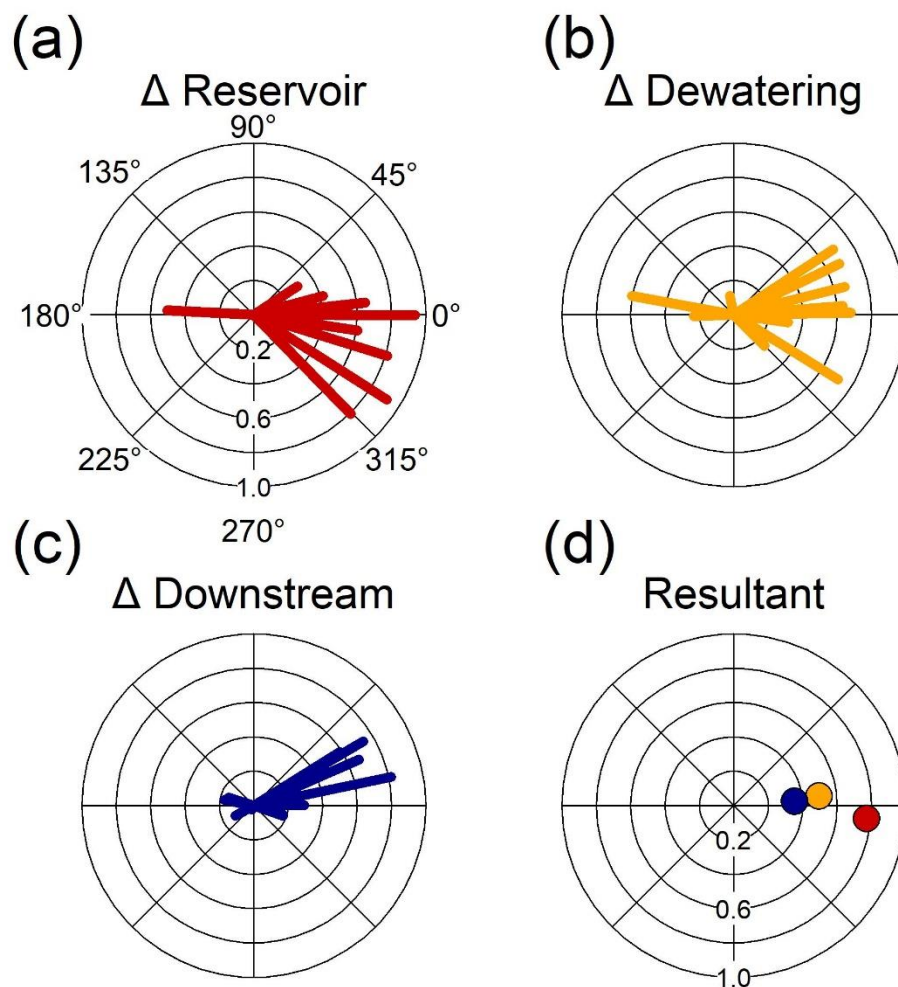 (a)
Δ Reservoir
90°
135°
45°
180°
0°
0.2
0.6
225°
315°
1.0
270°
(b)
Δ Dewatering
(c)
Δ Downstream
(d)
Resultant
0.2
0.6
1.0